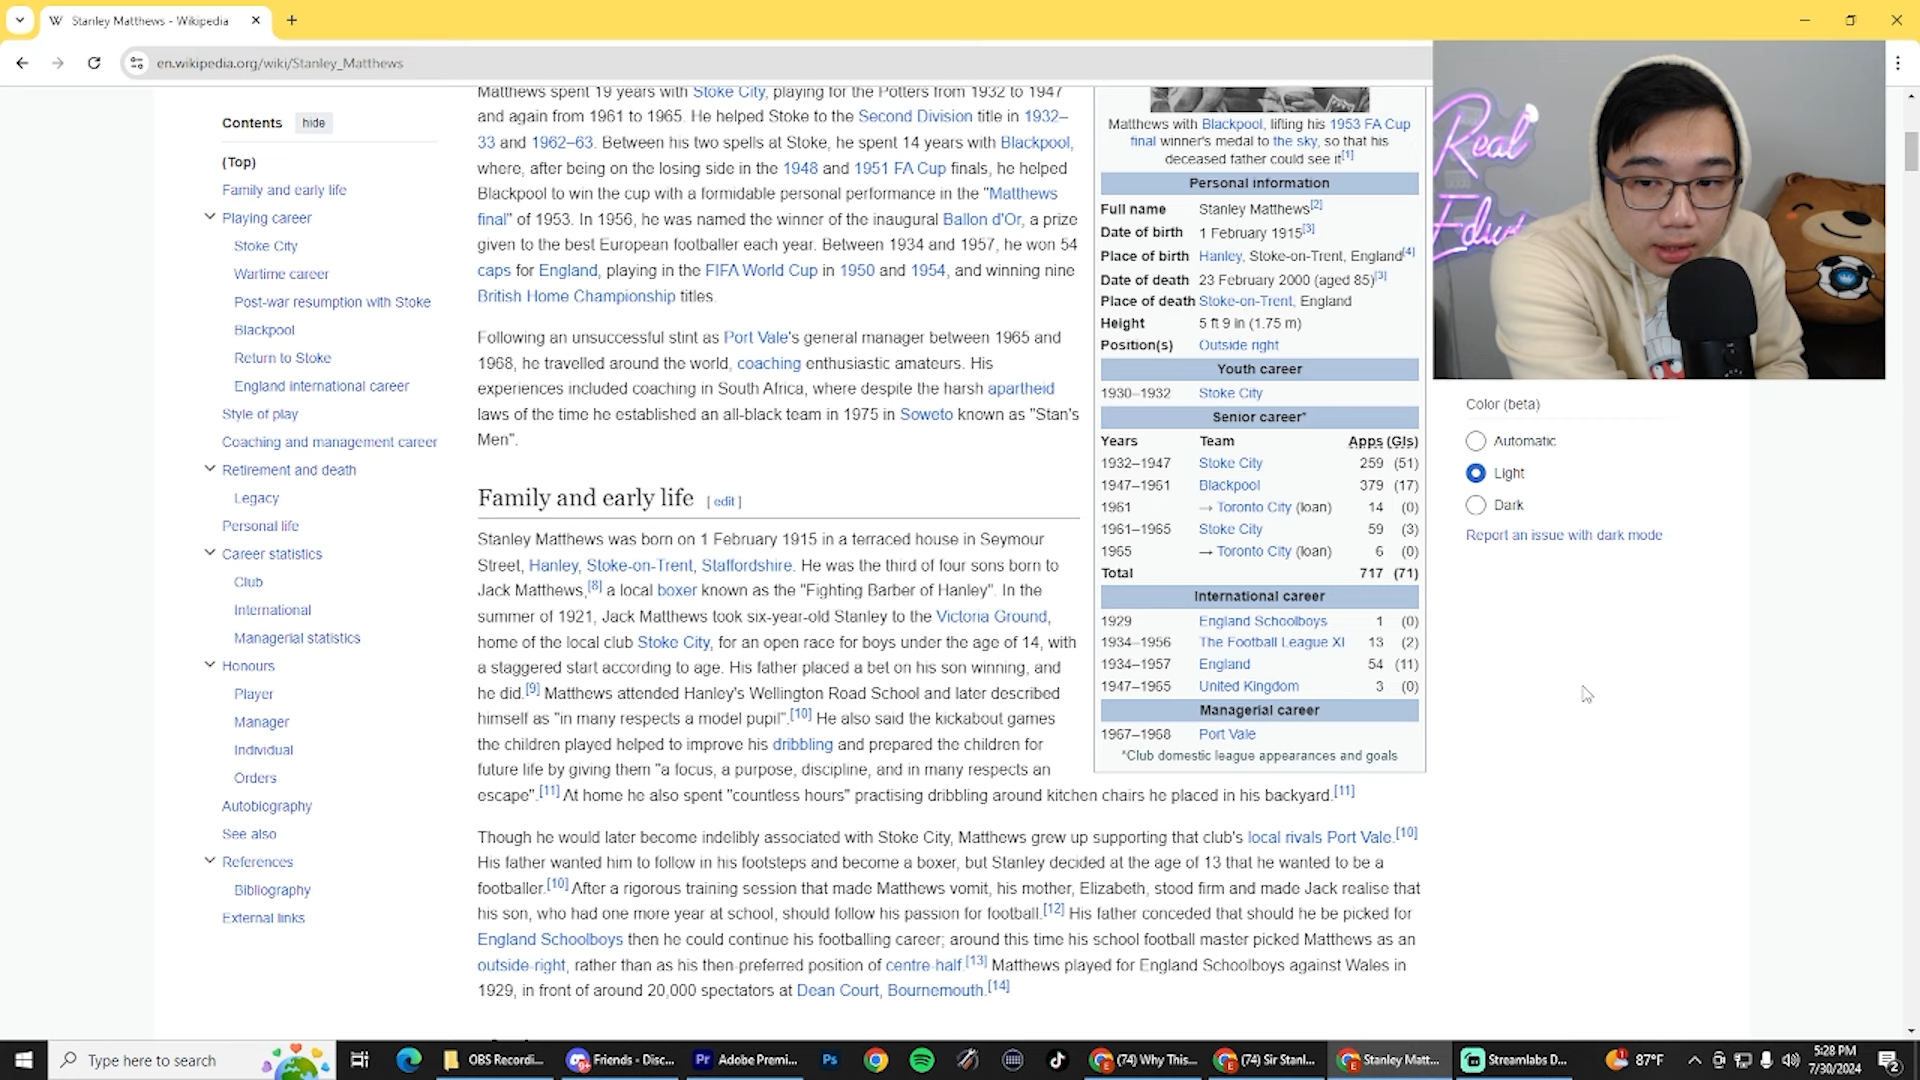 Stanley Matthews - Wikipedia
en.wikipedia.org/wiki/Stanley_Matthews
Contents hide
(Top)
Family and early life
Playing career
Stoke City
Wartime career
Post-war resumption with Stoke
Blackpool
Return to Stoke
England international career
Style of play
Coaching and management career
Retirement and death
Legacy
Personal life
Career statistics
Club
International
Managerial statistics
Honours
Player
Manager
Individual
Orders
Autobiography
See also
References
Bibliography
External links
Matthews spent 19 years with Stoke City, playing for the Potters from 1932 to 1947
and again from 1961 to 1965. He helped Stoke to the Second Division title in 1932–
33 and 1962–63. Between his two spells at Stoke, he spent 14 years with Blackpool,
where, after being on the losing side in the 1948 and 1951 FA Cup finals, he helped
Blackpool to win the cup with a formidable personal performance in the "Matthews
final" of 1953. In 1956, he was named the winner of the inaugural Ballon d'Or, a prize
given to the best European footballer each year. Between 1934 and 1957, he won 54
caps for England, playing in the FIFA World Cup in 1950 and 1954, and winning nine
British Home Championship titles.
Following an unsuccessful stint as Port Vale's general manager between 1965 and
1968, he travelled around the world, coaching enthusiastic amateurs. His
experiences included coaching in South Africa, where despite the harsh apartheid
laws of the time he established an all-black team in 1975 in Soweto known as "Stan's
Men".
Family and early life [ edit ]
Stanley Matthews was born on 1 February 1915 in a terraced house in Seymour
Street, Hanley, Stoke-on-Trent, Staffordshire. He was the third of four sons born to
Jack Matthews,[8] a local boxer known as the "Fighting Barber of Hanley". In the
summer of 1921, Jack Matthews took six-year-old Stanley to the Victoria Ground,
home of the local club Stoke City, for an open race for boys under the age of 14, with
a staggered start according to age. His father placed a bet on his son winning, and
he did.[9] Matthews attended Hanley's Wellington Road School and later described
himself as "in many respects a model pupil".[10] He also said the kickabout games
the children played helped to improve his dribbling and prepared the children for
future life by giving them "a focus, a purpose, discipline, and in many respects an
escape".[11] At home he also spent "countless hours" practising dribbling around kitchen chairs he placed in his backyard.[11]
Though he would later become indelibly associated with Stoke City, Matthews grew up supporting that club's local rivals Port Vale.[10]
His father wanted him to follow in his footsteps and become a boxer, but Stanley decided at the age of 13 that he wanted to be a
footballer.[10] After a rigorous training session that made Matthews vomit, his mother, Elizabeth, stood firm and made Jack realise that
his son, who had one more year at school, should follow his passion for football.[12] His father conceded that should he be picked for
England Schoolboys then he could continue his footballing career; around this time his school football master picked Matthews as an
outside-right, rather than as his then-preferred position of centre-half.[13] Matthews played for England Schoolboys against Wales in
1929, in front of around 20,000 spectators at Dean Court, Bournemouth.[14]
Matthews with Blackpool, lifting his 1953 FA Cup
final winner's medal to the sky, so that his
deceased father could see it[1]
Personal information
Full name Stanley Matthews[2]
Date of birth 1 February 1915[3]
Place of birth Hanley, Stoke-on-Trent, England[4]
Date of death 23 February 2000 (aged 85)[3]
Place of death Stoke-on-Trent, England
Height 5 ft 9 in (1.75 m)
Position(s) Outside right
Youth career
1930–1932 Stoke City
Senior career*
Years Team Apps (Gls)
1932–1947 Stoke City 259 (51)
1947–1961 Blackpool 379 (17)
1961 → Toronto City (loan) 14 (0)
1961–1965 Stoke City 59 (3)
1965 → Toronto City (loan) 6 (0)
Total 717 (71)
International career
1929 England Schoolboys 1 (0)
1934–1956 The Football League XI 13 (2)
1934–1957 England 54 (11)
1947–1965 United Kingdom 3 (0)
Managerial career
1967–1968 Port Vale
*Club domestic league appearances and goals
Real
Color (beta)
Automatic
Light
Dark
Report an issue with dark mode
Type here to search
OBS Recordi...
Friends - Disc...
Pr Adobe Premi...
Ps
(74) Why This...
(74) Sir Stanl...
Stanley Matt...
Streamlabs D...
87°F
5:28 PM
7/30/2024
2